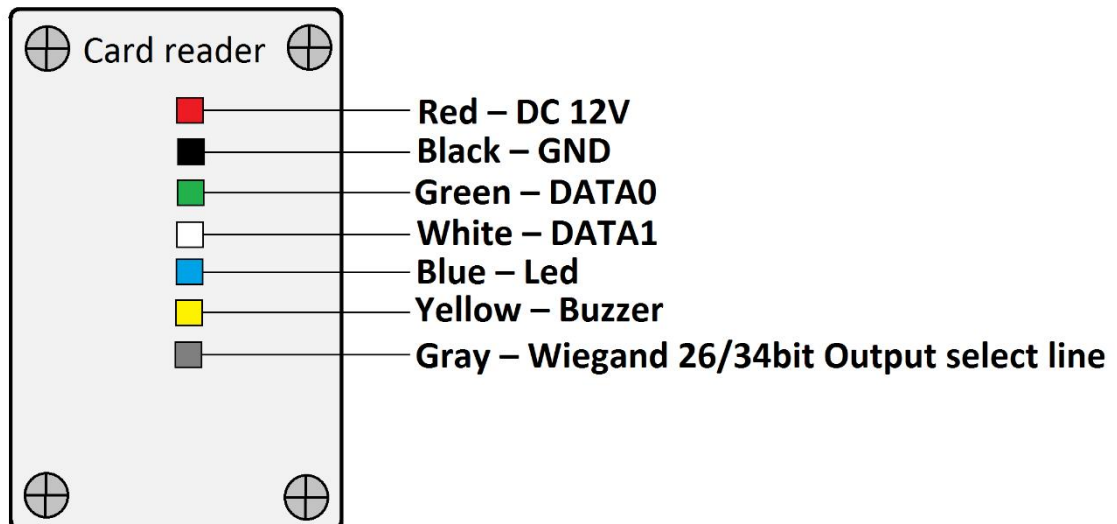 Card reader
Red – DC 12V
Black – GND
Green – DATA0
White – DATA1
Blue – Led
Yellow – Buzzer
Gray – Wiegand 26/34bit Output select line